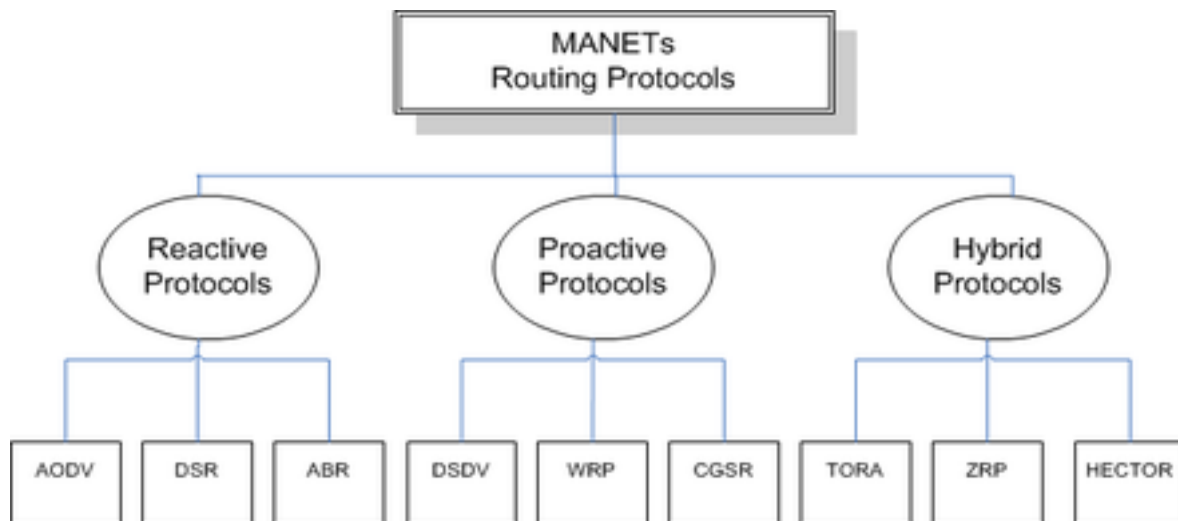 MANETs
Routing Protocols
Reactive
Protocols
Proactive
Protocols
Hybrid
Protocols
AODV
DSR
ABR
DSDV
WRP
CGSR
TORA
ZRP
HECTOR